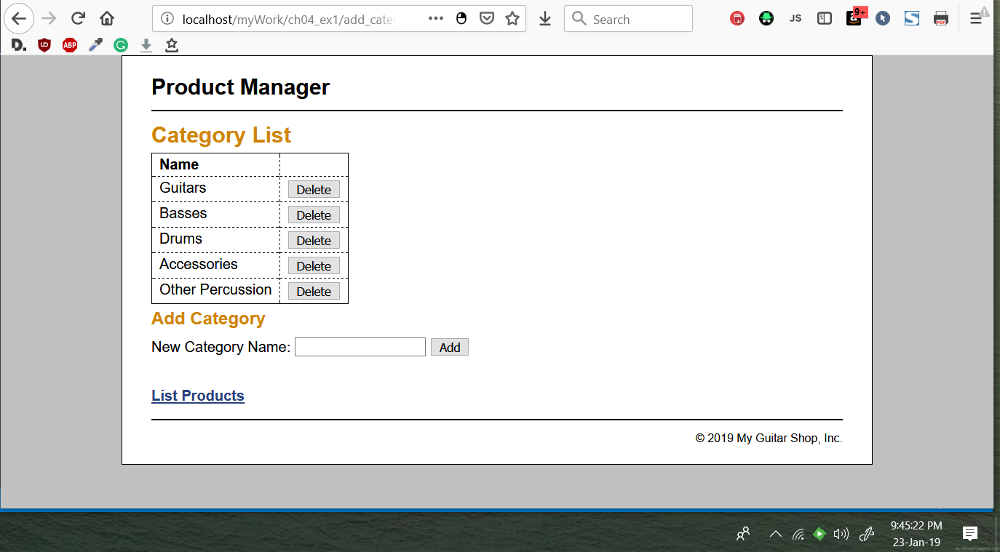 localhost/myWork/ch04_ex1/add_cate
Search
JS
9+
a
S
PDF
D.
UO
ABP
G
Product Manager
Category List
Name
Guitars Delete
Basses Delete
Drums Delete
Accessories Delete
Other Percussion Delete
Add Category
New Category Name: Add
List Products
© 2019 My Guitar Shop, Inc.
9:45:22 PM
23-Jan-19